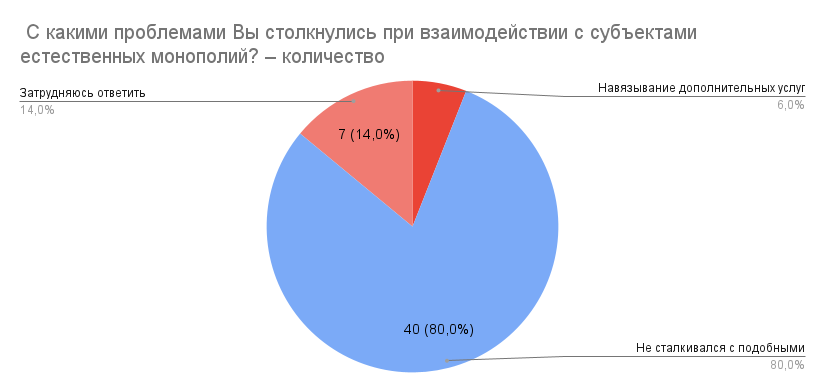 С какими проблемами Вы столкнулись при взаимодействии с субъектами
естественных монополий? – количество
Затрудняюсь ответить
14,0%
Навязывание дополнительных услуг
6,0%
7 (14,0%)
40 (80,0%)
Не сталкивался с подобными
80,0%